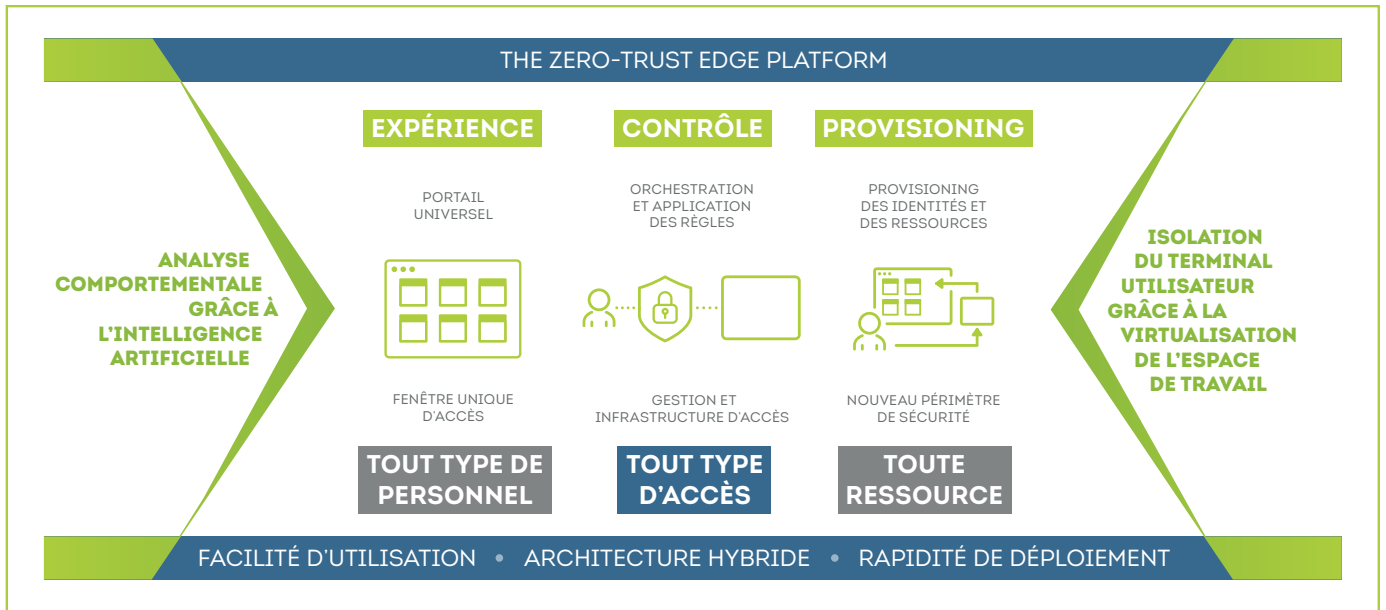 THE ZERO-TRUST EDGE PLATFORM
EXPÉRIENCE
PORTAIL
UNIVERSEL
FENÊTRE UNIQUE
D'ACCÈS
TOUT TYPE DE
PERSONNEL
CONTRÔLE
ORCHESTRATION
ET APPLICATION
DES RÈGLES
GESTION ET
INFRASTRUCTURE D'ACCÈS
TOUT TYPE
D'ACCÈS
PROVISIONING
PROVISIONING
DES IDENTITÉS ET
DES RESSOURCES
NOUVEAU PÉRIMÈTRE
DE SÉCURITÉ
TOUTE
RESSOURCE
ANALYSE
COMPORTEMENTALE
GRÂCE À
L'INTELLIGENCE
ARTIFICIELLE
ISOLATION
DU TERMINAL
UTILISATEUR
GRÂCE À LA
VIRTUALISATION
DE L'ESPACE
DE TRAVAIL
FACILITÉ D'UTILISATION • ARCHITECTURE HYBRIDE • RAPIDITÉ DE DÉPLOIEMENT